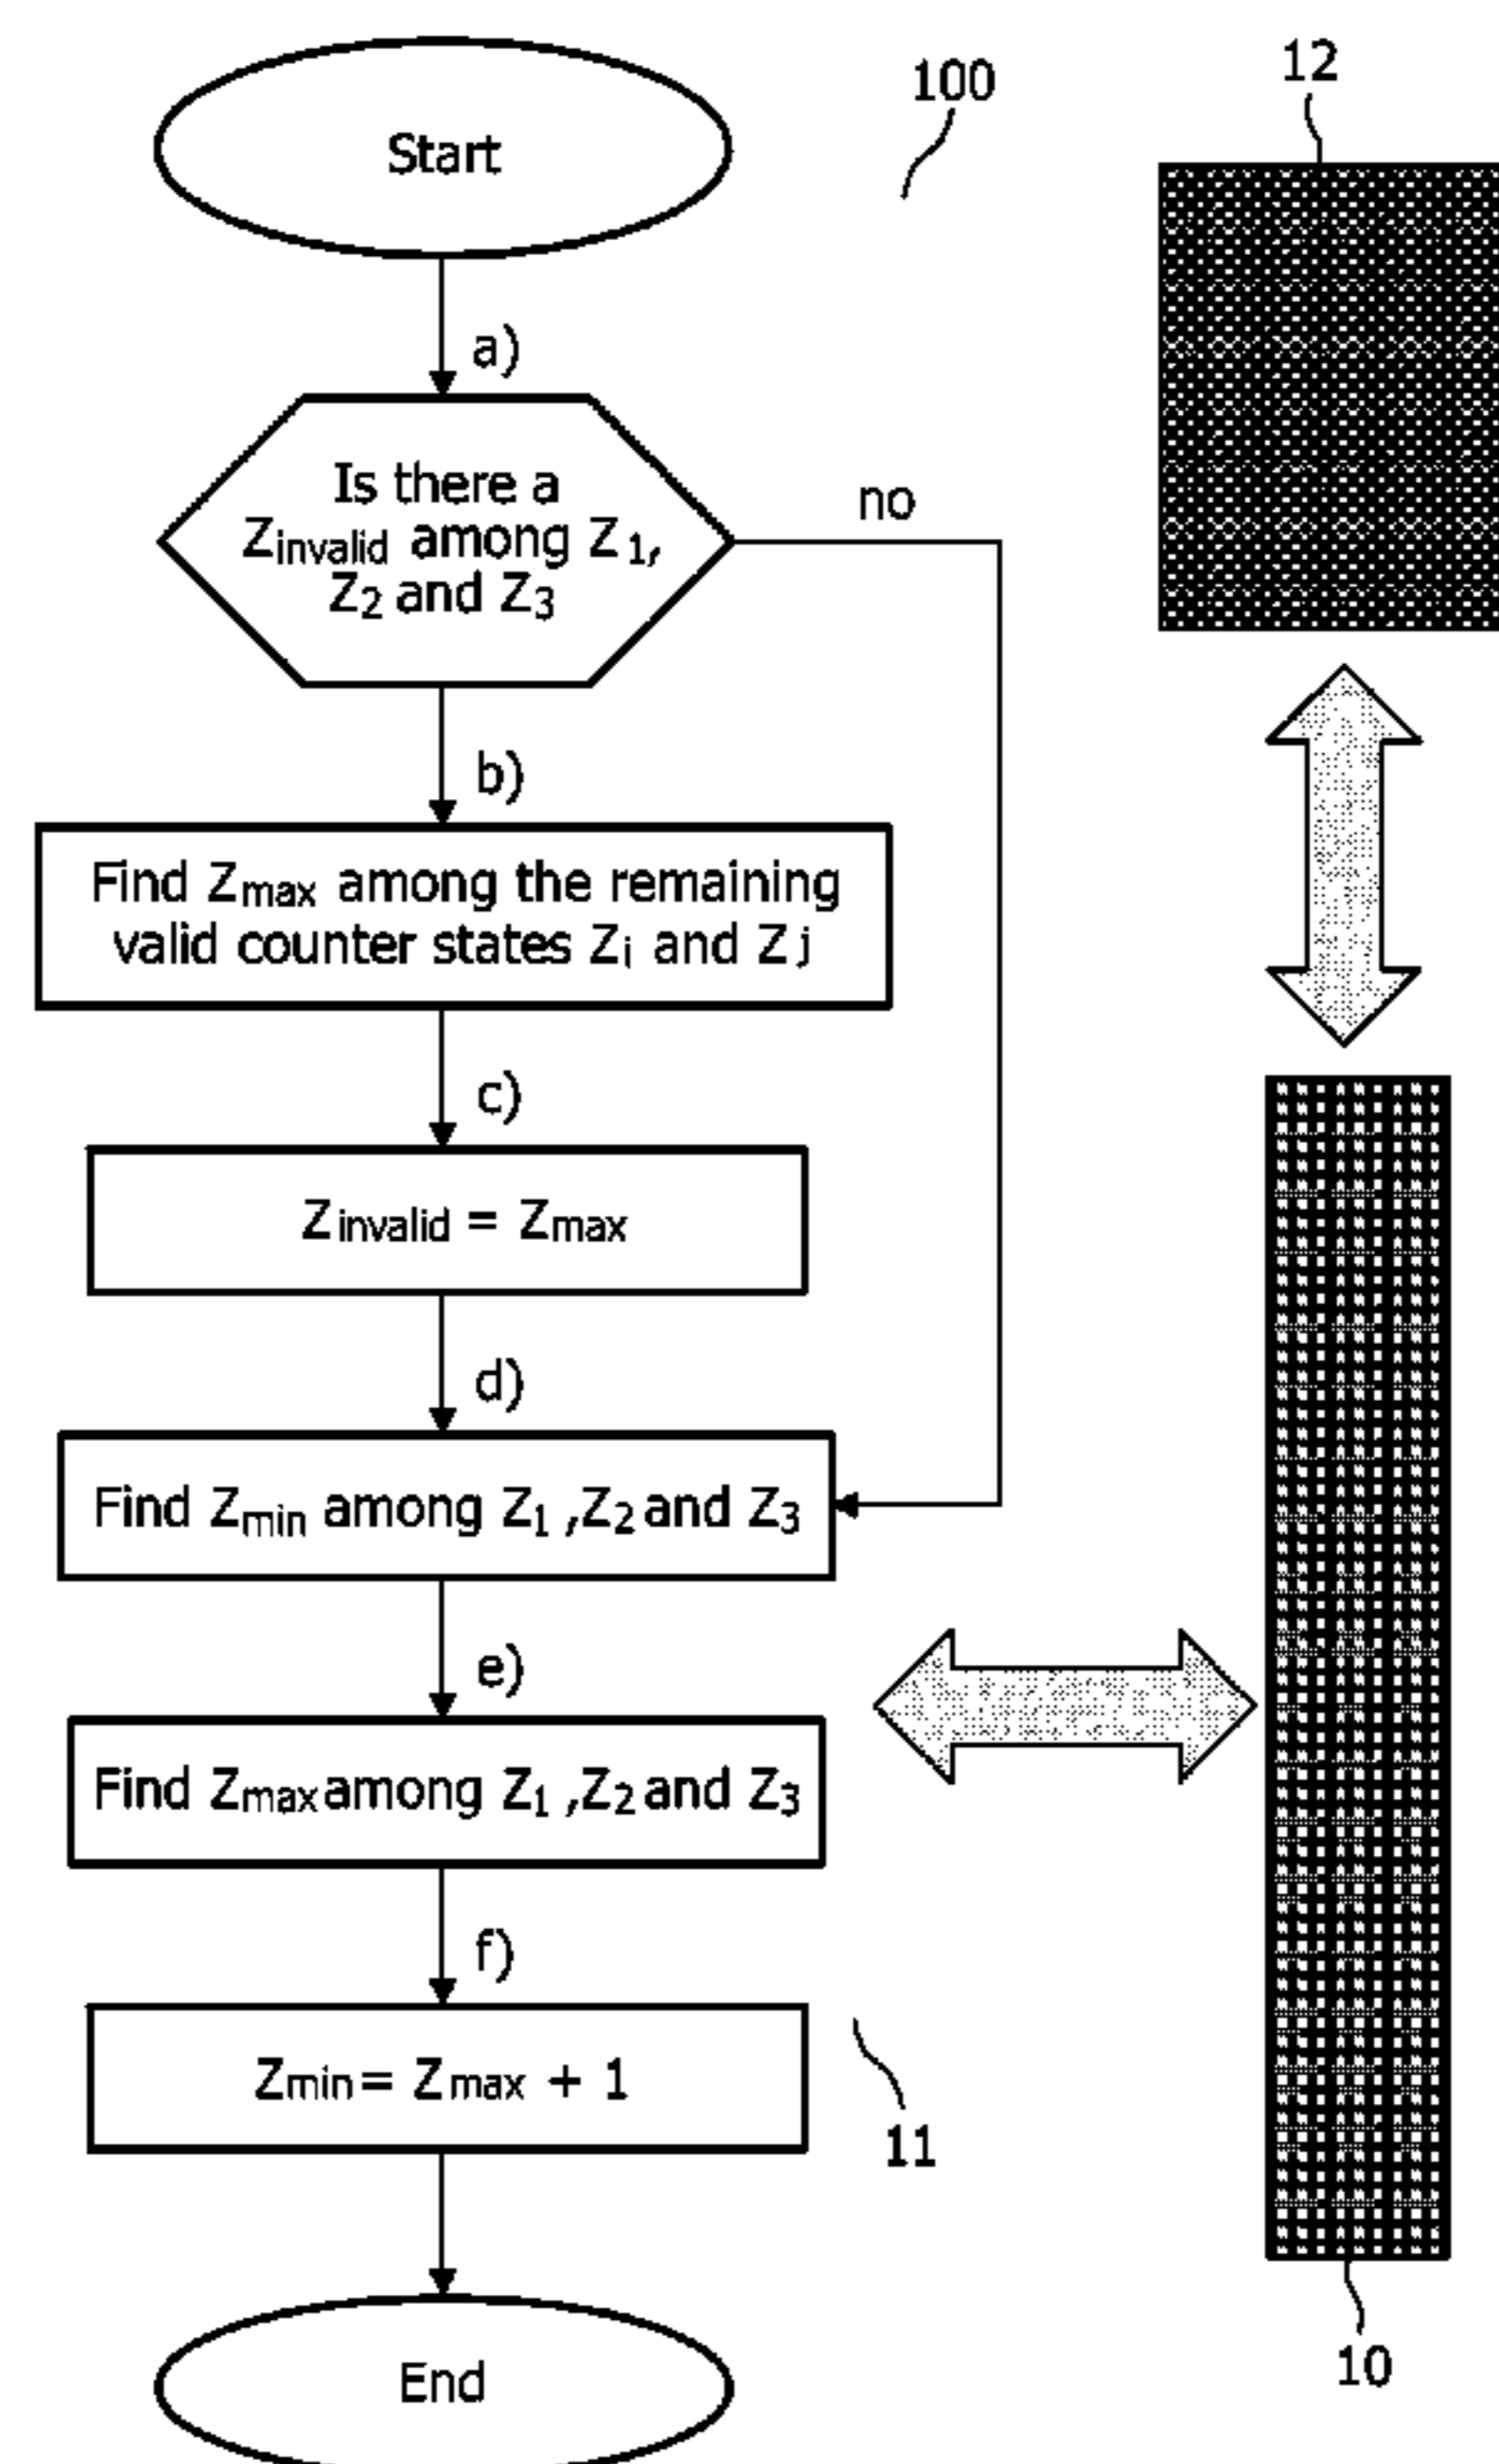 Start
100
12
a)
Is there a
Zinvalid among Z1,
Z2 and Z3
no
b)
Find Zmax among the remaining
valid counter states Zi and Zj
c)
Zinvalid = Zmax
d)
Find Zmin among Z1 ,Z2 and Z3
e)
Find Zmax among Z1 ,Z2 and Z3
f)
Zmin = Zmax + 1
11
End
10